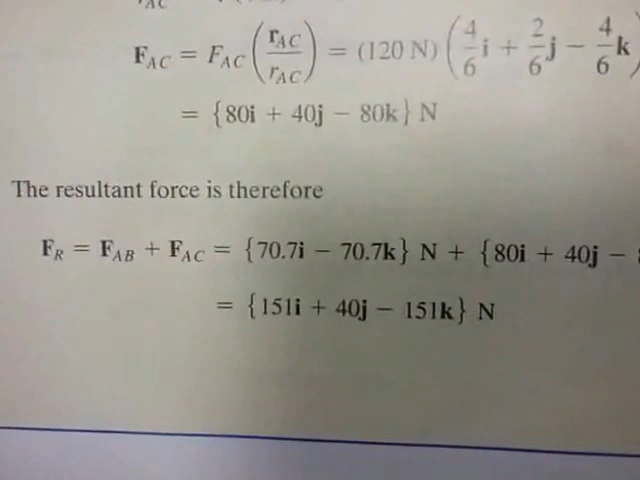 F_AC = F_AC (r_AC / r_AC) = (120 N) (4/6 i + 2/6 j − 4/6 k)
= {80i + 40j − 80k} N
The resultant force is therefore
F_R = F_AB + F_AC = {70.7i − 70.7k} N + {80i + 40j −
= {151i + 40j − 151k} N